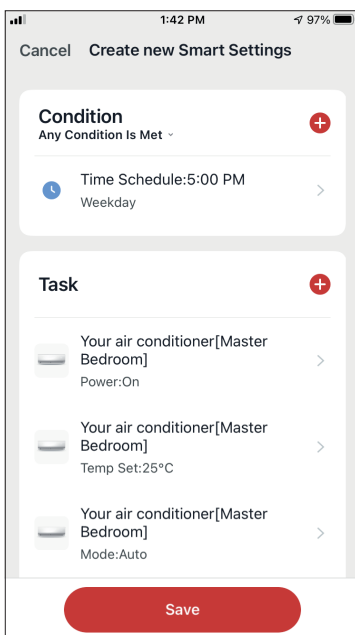 1:42 PM
97%
Cancel Create new Smart Settings
Condition
Any Condition Is Met
Time Schedule:5:00 PM
Weekday
Task
Your air conditioner[Master
Bedroom]
Power:On
Your air conditioner[Master
Bedroom]
Temp Set:25°C
Your air conditioner[Master
Bedroom]
Mode:Auto
Save